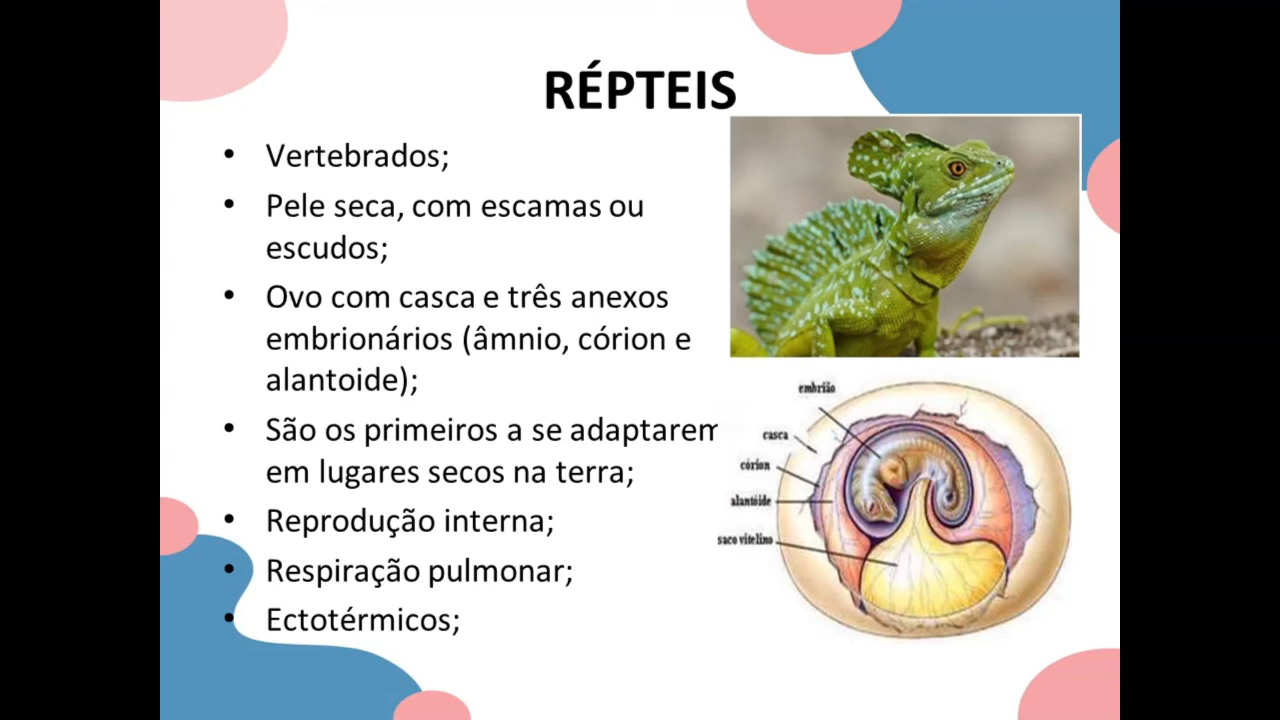 RÉPTEIS
• Vertebrados;
• Pele seca, com escamas ou
escudos;
• Ovo com casca e três anexos
embrionários (âmnio, córion e
alantoide);
• São os primeiros a se adaptarem
em lugares secos na terra;
• Reprodução interna;
• Respiração pulmonar;
• Ectotérmicos;
embrião
casca
córion
alantóide
saco vitelino